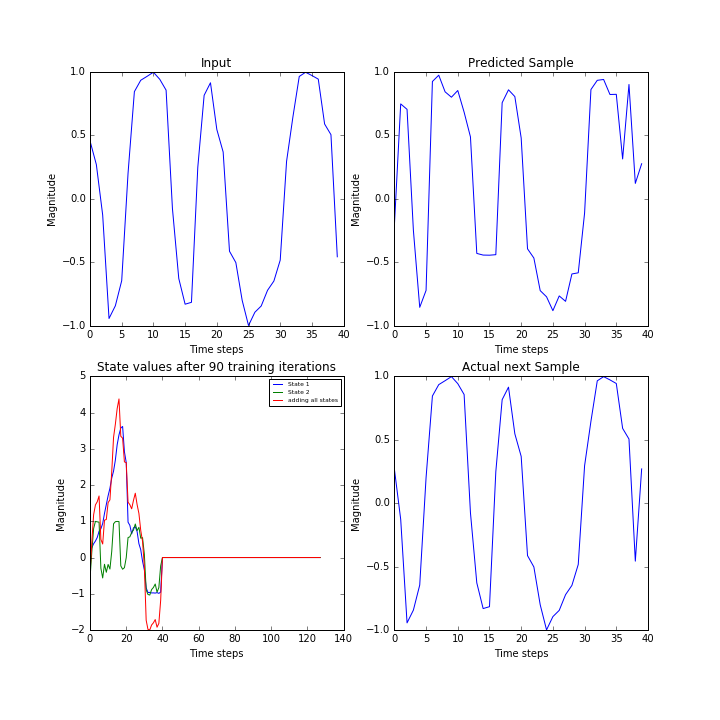 Input
Predicted Sample
1.0
0.5
0.0
−0.5
−1.0
Magnitude
0 5 10 15 20 25 30 35 40
Time steps
1.0
0.5
0.0
−0.5
−1.0
Magnitude
0 5 10 15 20 25 30 35 40
Time steps
State values after 90 training iterations
Actual next Sample
5
4
3
2
1
0
−1
−2
Magnitude
State 1
State 2
adding all states
0 20 40 60 80 100 120 140
Time steps
1.0
0.5
0.0
−0.5
−1.0
Magnitude
0 5 10 15 20 25 30 35 40
Time steps